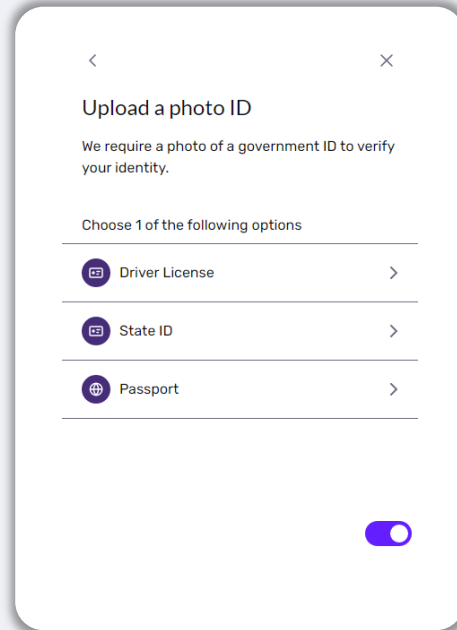 Upload a photo ID
We require a photo of a government ID to verify
your identity.
Choose 1 of the following options
Driver License
State ID
Passport